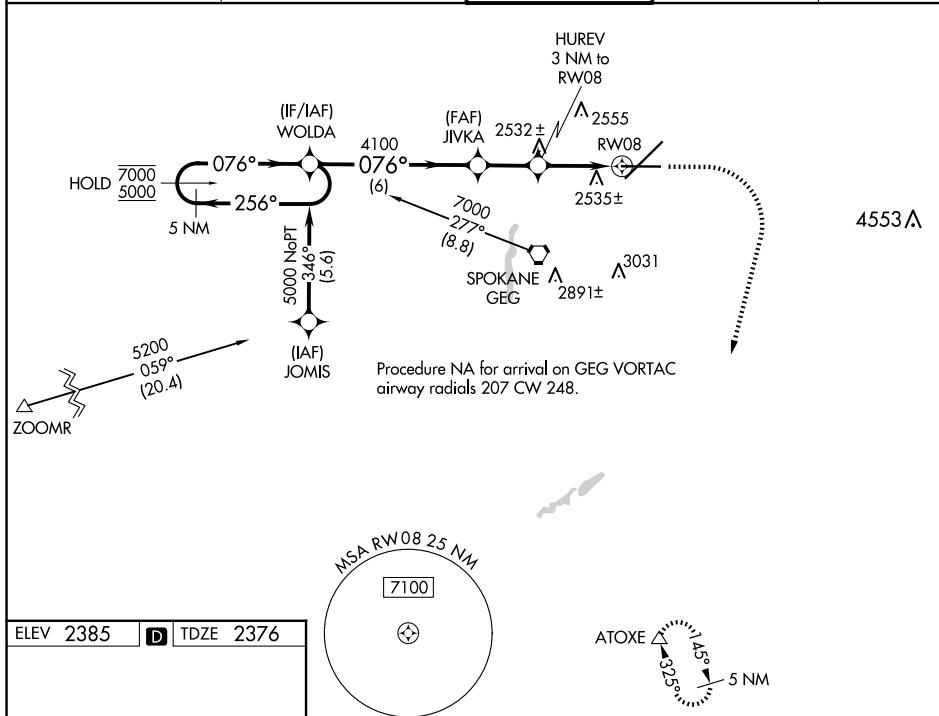 HUREV
3 NM to
RW08
(IF/IAF)
WOLDA
(FAF)
JIVKA
2532±
2555
RW08
4100
076°
076°
(6)
HOLD
7000
5000
256°
5 NM
2535±
7000
277°
(8.8)
4553
5000 NoPT
346°
(5.6)
SPOKANE
GEG
2891±
3031
(IAF)
JOMIS
5200
059°
(20.4)
ZOOMR
Procedure NA for arrival on GEG VORTAC
airway radials 207 CW 248.
MSA RW08 25 NM
7100
ELEV 2385
D
TDZE 2376
ATOXE
145°
325°
5 NM